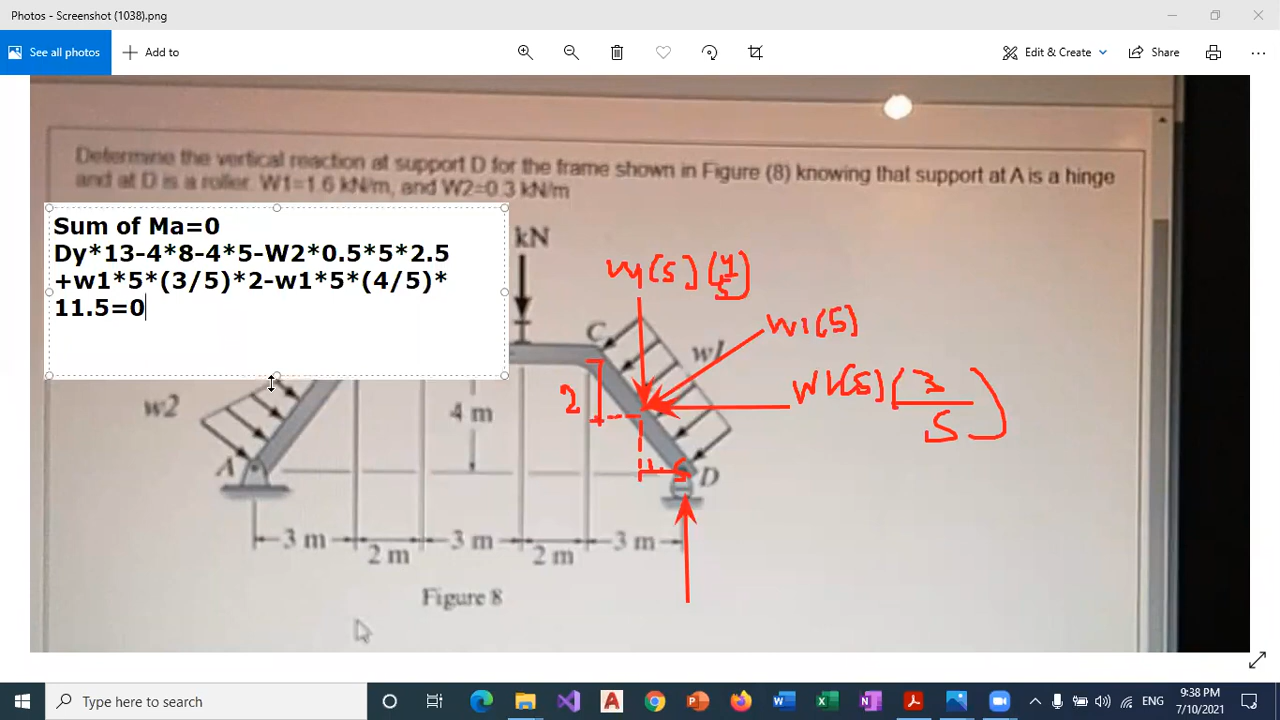 Photos - Screenshot (1038).png
See all photos
Add to
Edit & Create
Share
Determine the vertical reaction at support D for the frame shown in Figure (8) knowing that support at A is a hinge
and at D is a roller. W1=1.6 kN/m, and W2=0.3 kN/m
Sum of Ma=0
Dy*13-4*8-4*5-W2*0.5*5*2.5
+w1*5*(3/5)*2-w1*5*(4/5)*
11.5=0
kN
W1(5)(4/5)
C
w1
W1(5)
w2
4 m
2
W1(5)(3/5)
A
1.5
D
3 m
2 m
3 m
2 m
3 m
Figure 8
Type here to search
ENG
9:38 PM
7/10/2021